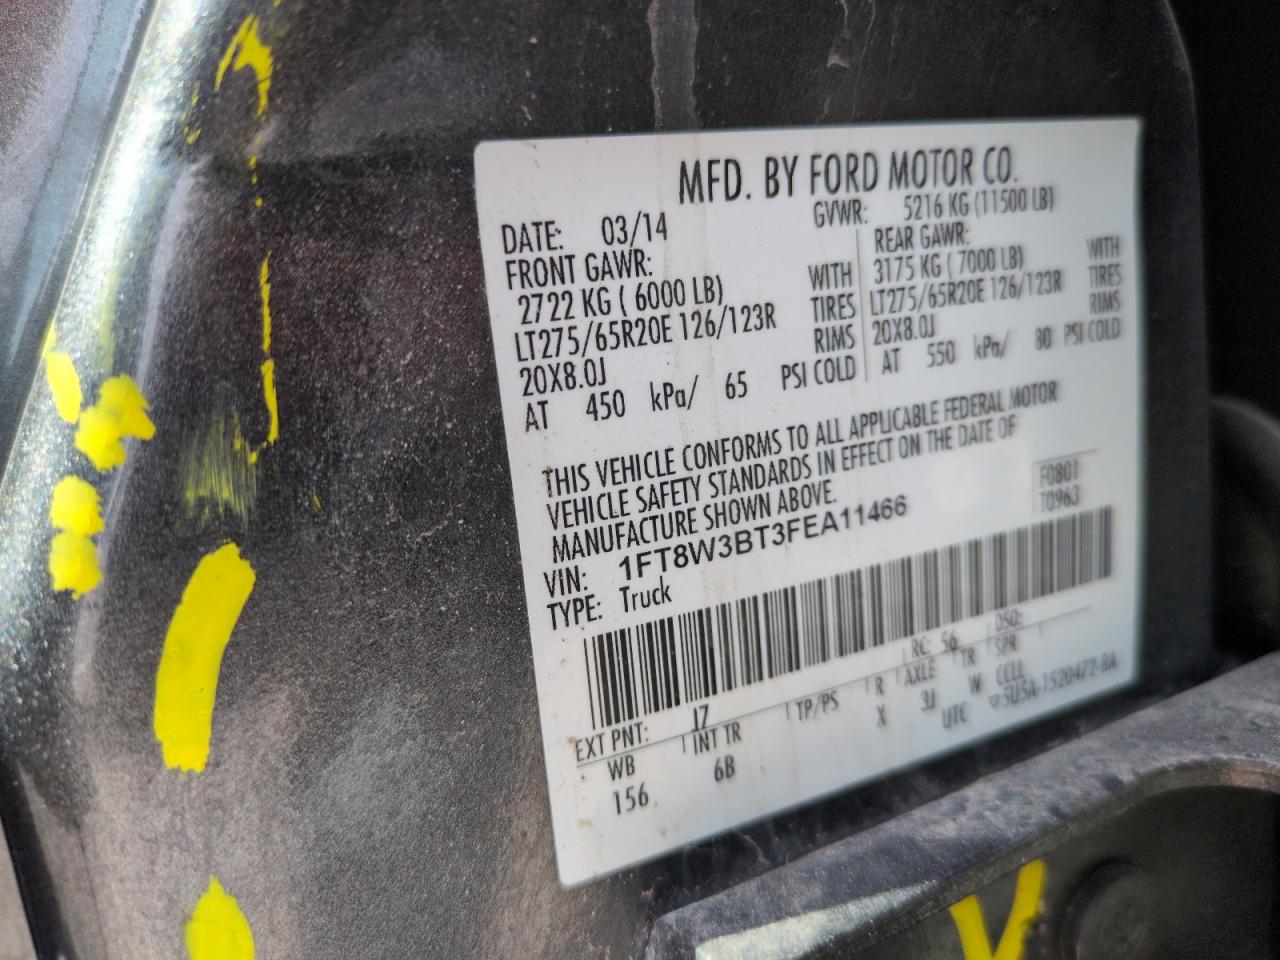 MFD. BY FORD MOTOR CO.
DATE: 03/14 GVWR: 5216 KG (11500 LB)
FRONT GAWR: REAR GAWR:
2722 KG ( 6000 LB) WITH 3175 KG ( 7000 LB) WITH
LT275/65R20E 126/123R TIRES LT275/65R20E 126/123R TIRES
20X8.0J RIMS 20X8.0J RIMS
AT 450 kPa/ 65 PSI COLD AT 550 kPa/ 80 PSI COLD
THIS VEHICLE CONFORMS TO ALL APPLICABLE FEDERAL MOTOR
VEHICLE SAFETY STANDARDS IN EFFECT ON THE DATE OF
MANUFACTURE SHOWN ABOVE.
F0801
VIN: 1FT8W3BT3FEA11466 T0963
TYPE: Truck
EXT PNT: J7 RC: 56 DSO:
WB INT TR TP/PS R AXLE TR SPR
156 6B X 3J W CCLL
UTC ▽5U5A-1520472-BA